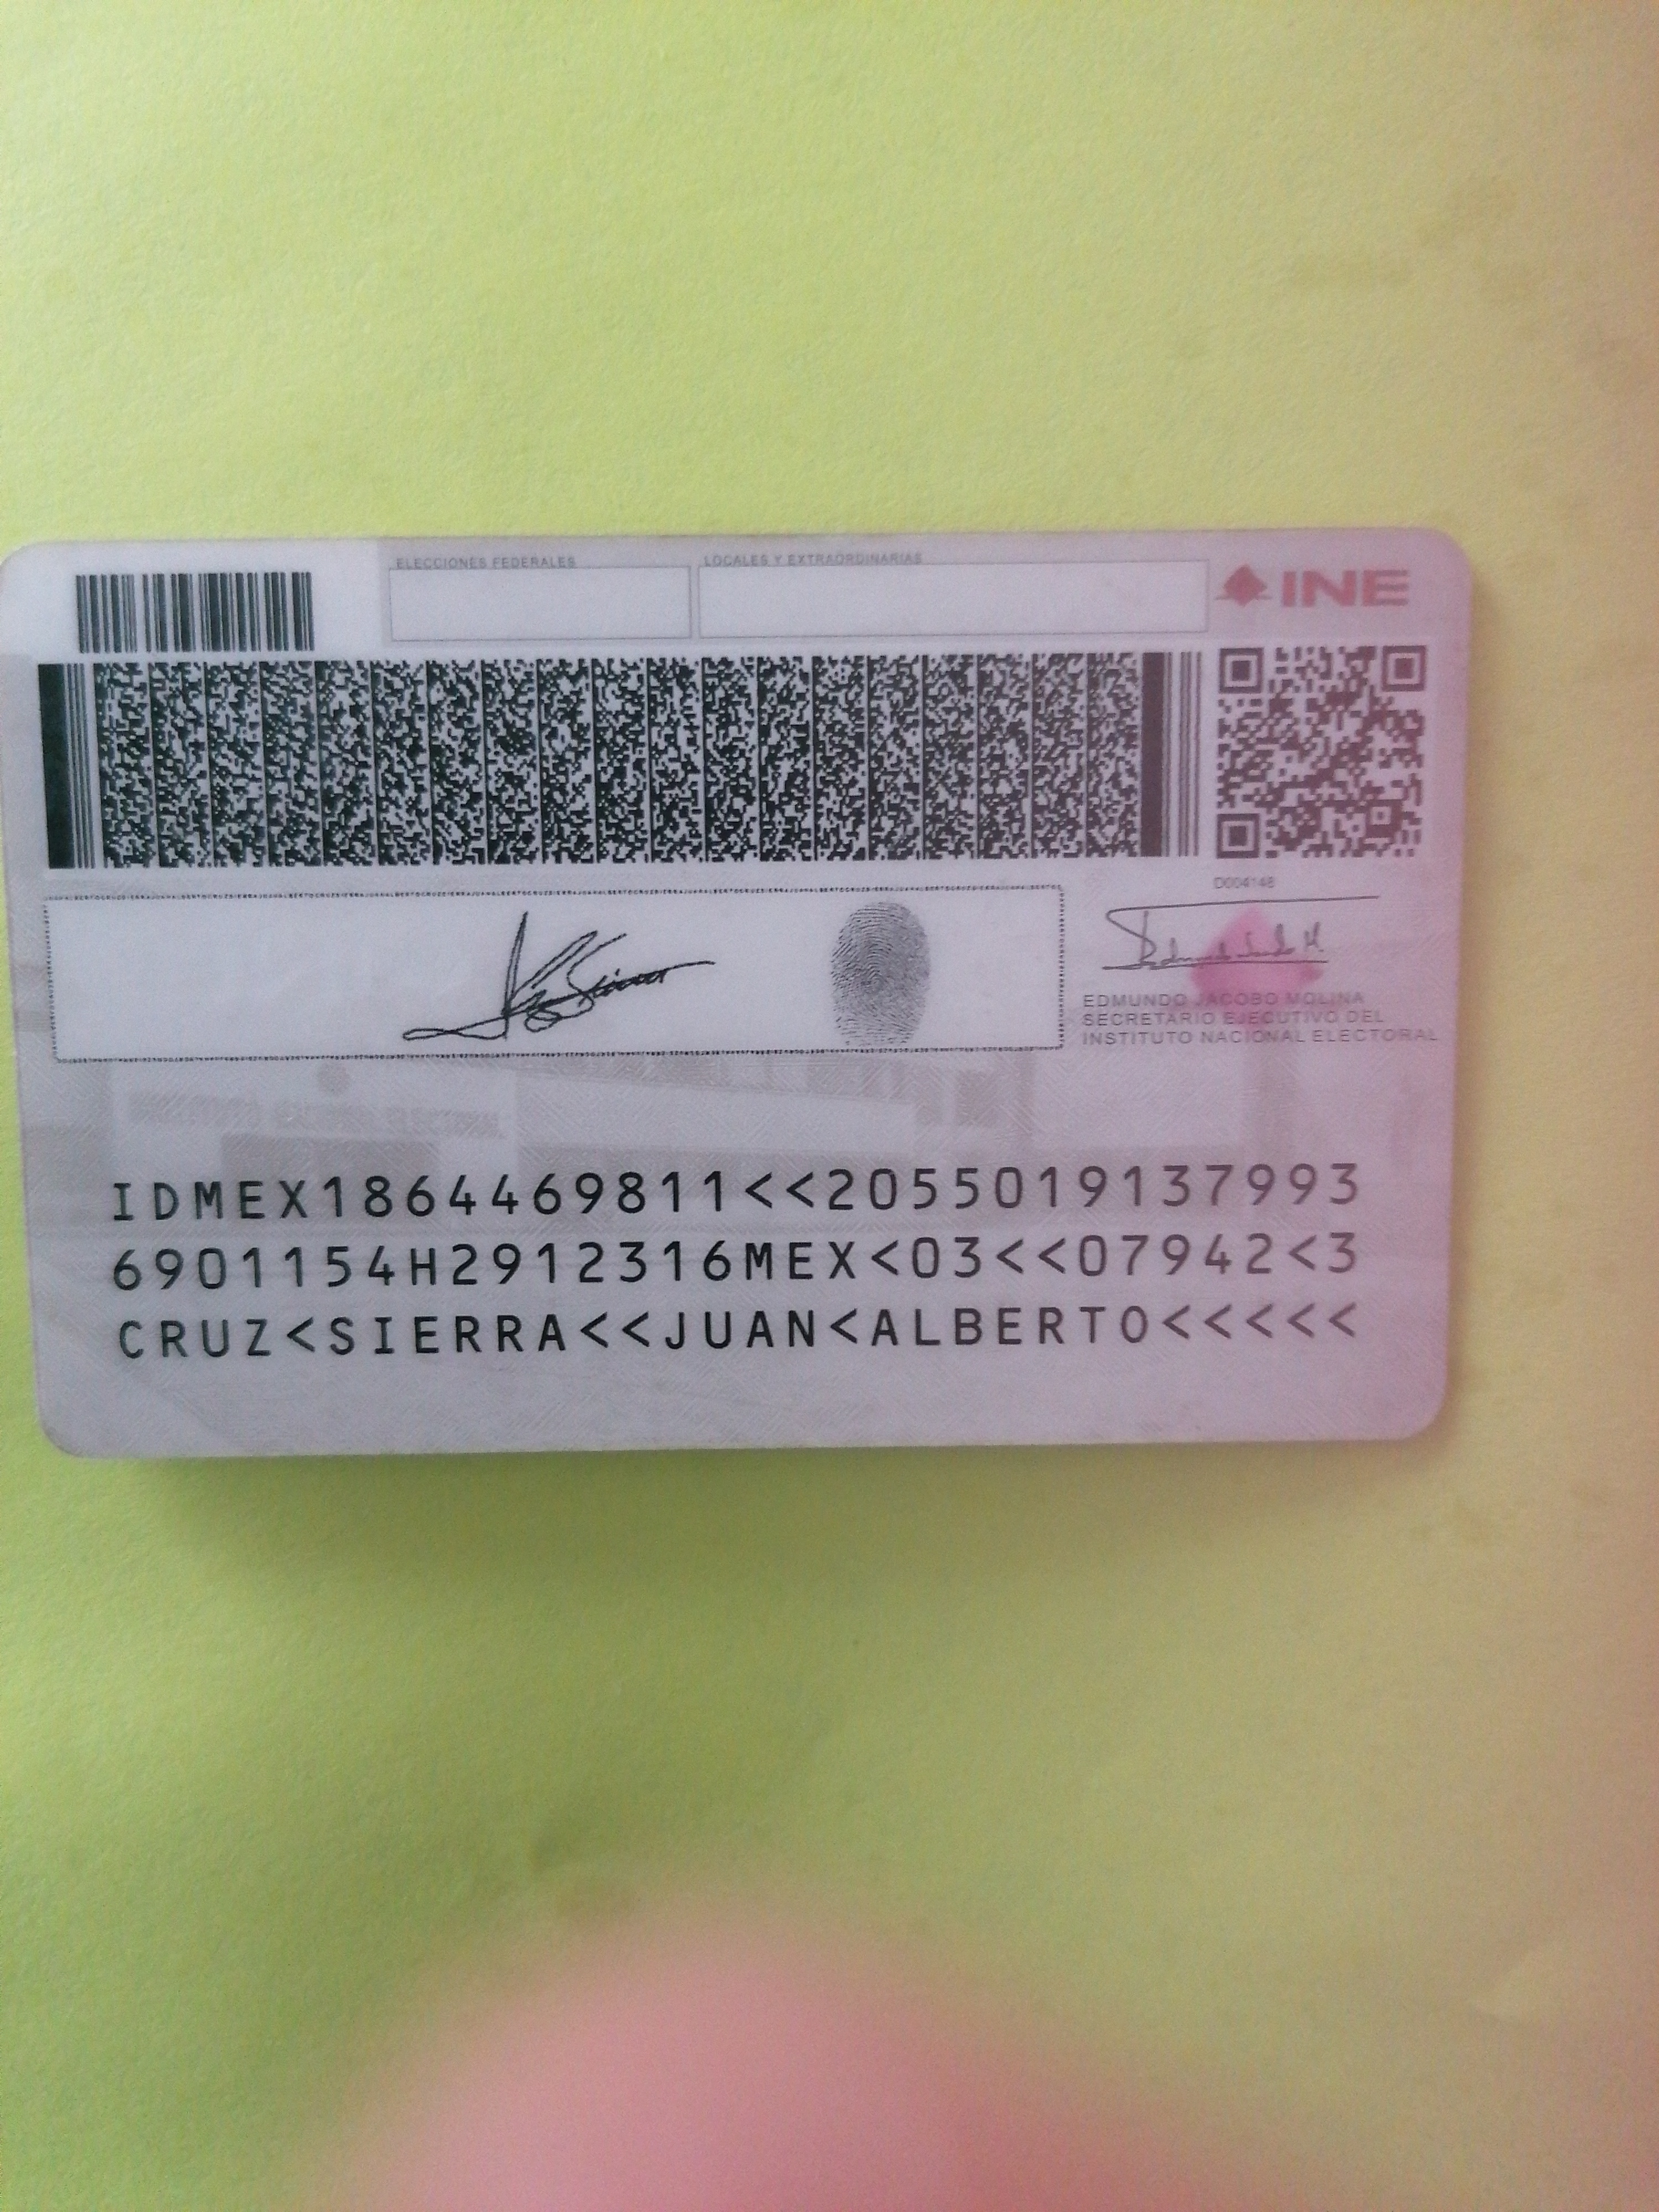 ELECCIONES FEDERALES
LOCALES Y EXTRAORDINARIAS
INE
D004148
EDMUNDO JACOBO MOLINA
SECRETARIO EJECUTIVO DEL
INSTITUTO NACIONAL ELECTORAL
IDMEX1864469811<<2055019137993
6901154H2912316MEX<03<<07942<3
CRUZ<SIERRA<<JUAN<ALBERTO<<<<<